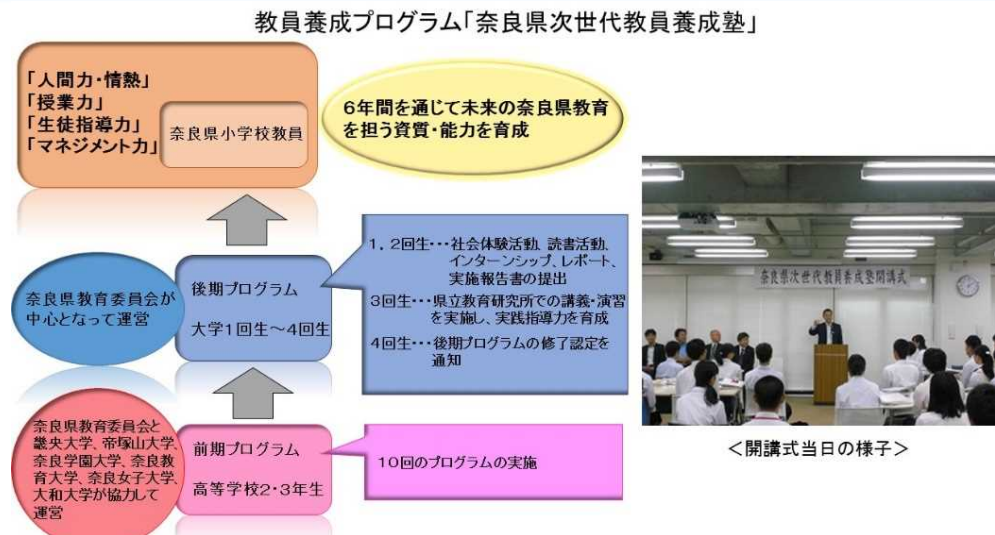 教員養成プログラム「奈良県次世代教員養成塾」
「人間力・情熱」
「授業力」
「生徒指導力」
「マネジメント力」
奈良県小学校教員
6年間を通じて未来の奈良県教育
を担う資質・能力を育成
奈良県教育委員会が
中心となって運営
後期プログラム
大学1回生～4回生
1, 2回生・・・社会体験活動、読書活動、
インターンシップ、レポート、
実施報告書の提出
3回生・・・県立教育研究所での講義・演習
を実施し、実践指導力を育成
4回生・・・後期プログラムの修了認定を
通知
奈良県次世代教員養成塾開講式
＜開講式当日の様子＞
奈良県教育委員会と
畿央大学、帝塚山大学、
奈良学園大学、奈良教
育大学、奈良女子大学、
大和大学が協力して
運営
前期プログラム
高等学校2・3年生
10回のプログラムの実施